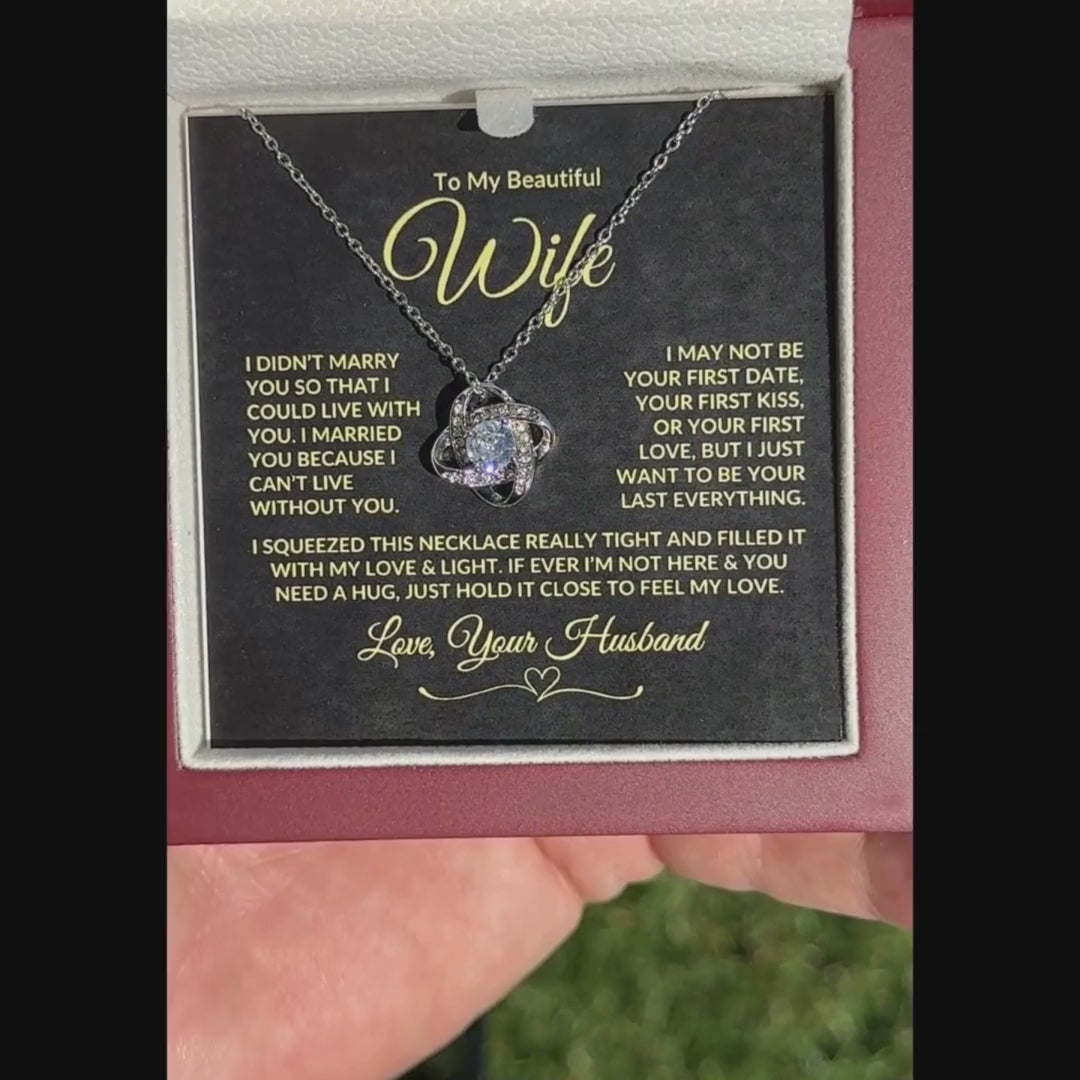 To My Beautiful
Wife
I DIDN'T MARRY
YOU SO THAT I
COULD LIVE WITH
YOU. I MARRIED
YOU BECAUSE I
CAN'T LIVE
WITHOUT YOU.
I MAY NOT BE
YOUR FIRST DATE,
YOUR FIRST KISS,
OR YOUR FIRST
LOVE, BUT I JUST
WANT TO BE YOUR
LAST EVERYTHING.
I SQUEEZED THIS NECKLACE REALLY TIGHT AND FILLED IT
WITH MY LOVE & LIGHT. IF EVER I'M NOT HERE & YOU
NEED A HUG, JUST HOLD IT CLOSE TO FEEL MY LOVE.
Love, Your Husband